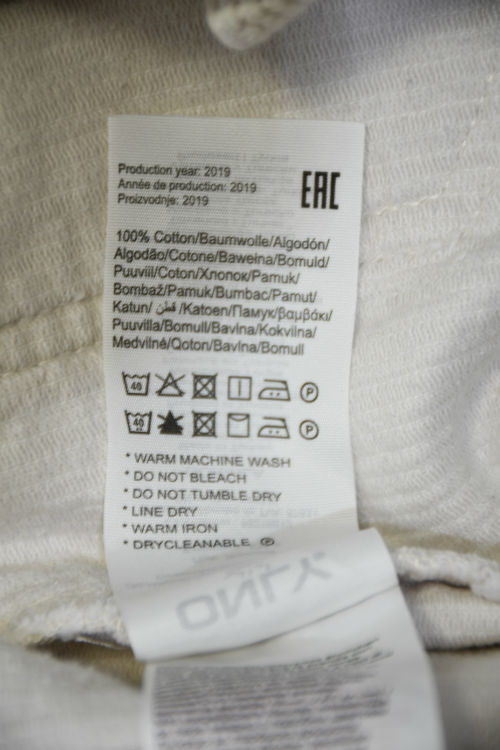 Production year: 2019
Année de production: 2019
Proizvodnje: 2019
EAC
100% Cotton/Baumwolle/Algodón/
Algodão/Cotone/Bawełna/Bomuld/
Puuvill/Coton/Хлопок/Pamuk/
Bombaž/Pamuk/Bumbac/Pamut/
Katun/ قطن /Katoen/Памук/βαμβάκι/
Puuvilla/Bomull/Bavlna/Kokvilna/
Medvilnė/Qoton/Bavlna/Bomull
40 P
40 P
* WARM MACHINE WASH
* DO NOT BLEACH
* DO NOT TUMBLE DRY
* LINE DRY
* WARM IRON
* DRYCLEANABLE Ⓟ
ONLY